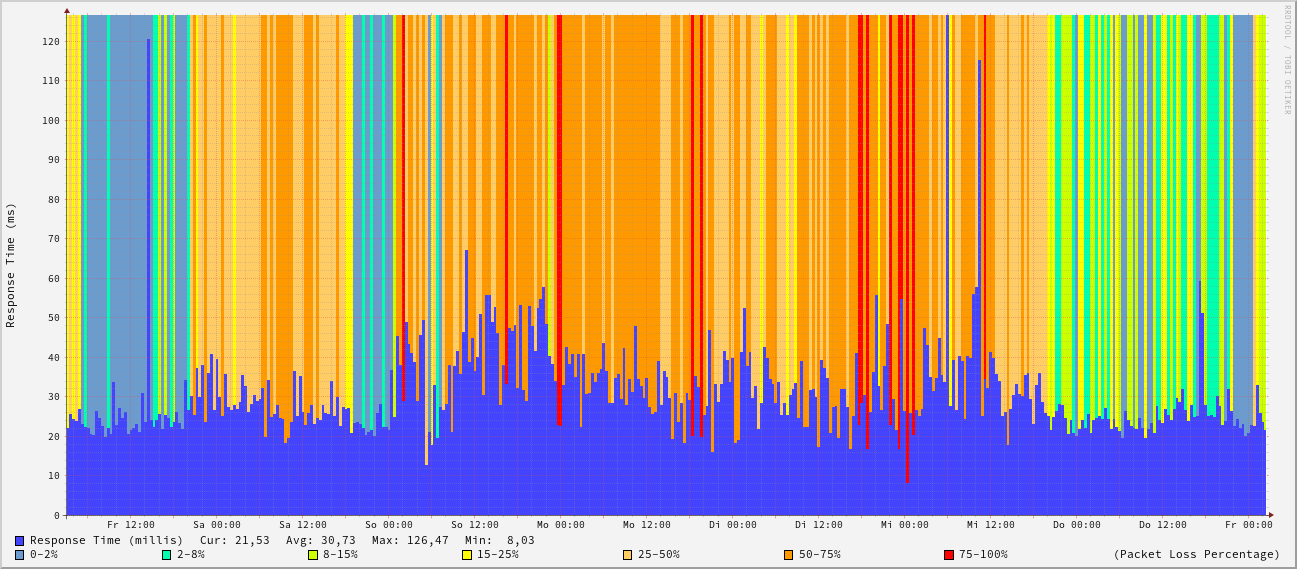 RRDTOOL / TOBI OETIKER
Response Time (ms)
120
110
100
90
80
70
60
50
40
30
20
10
0
Fr 12:00 Sa 00:00 Sa 12:00 So 00:00 So 12:00 Mo 00:00 Mo 12:00 Di 00:00 Di 12:00 Mi 00:00 Mi 12:00 Do 00:00 Do 12:00 Fr 00:00
Response Time (millis) Cur: 21,53 Avg: 30,73 Max: 126,47 Min: 8,03
0-2% 2-8% 8-15% 15-25% 25-50% 50-75% 75-100% (Packet Loss Percentage)